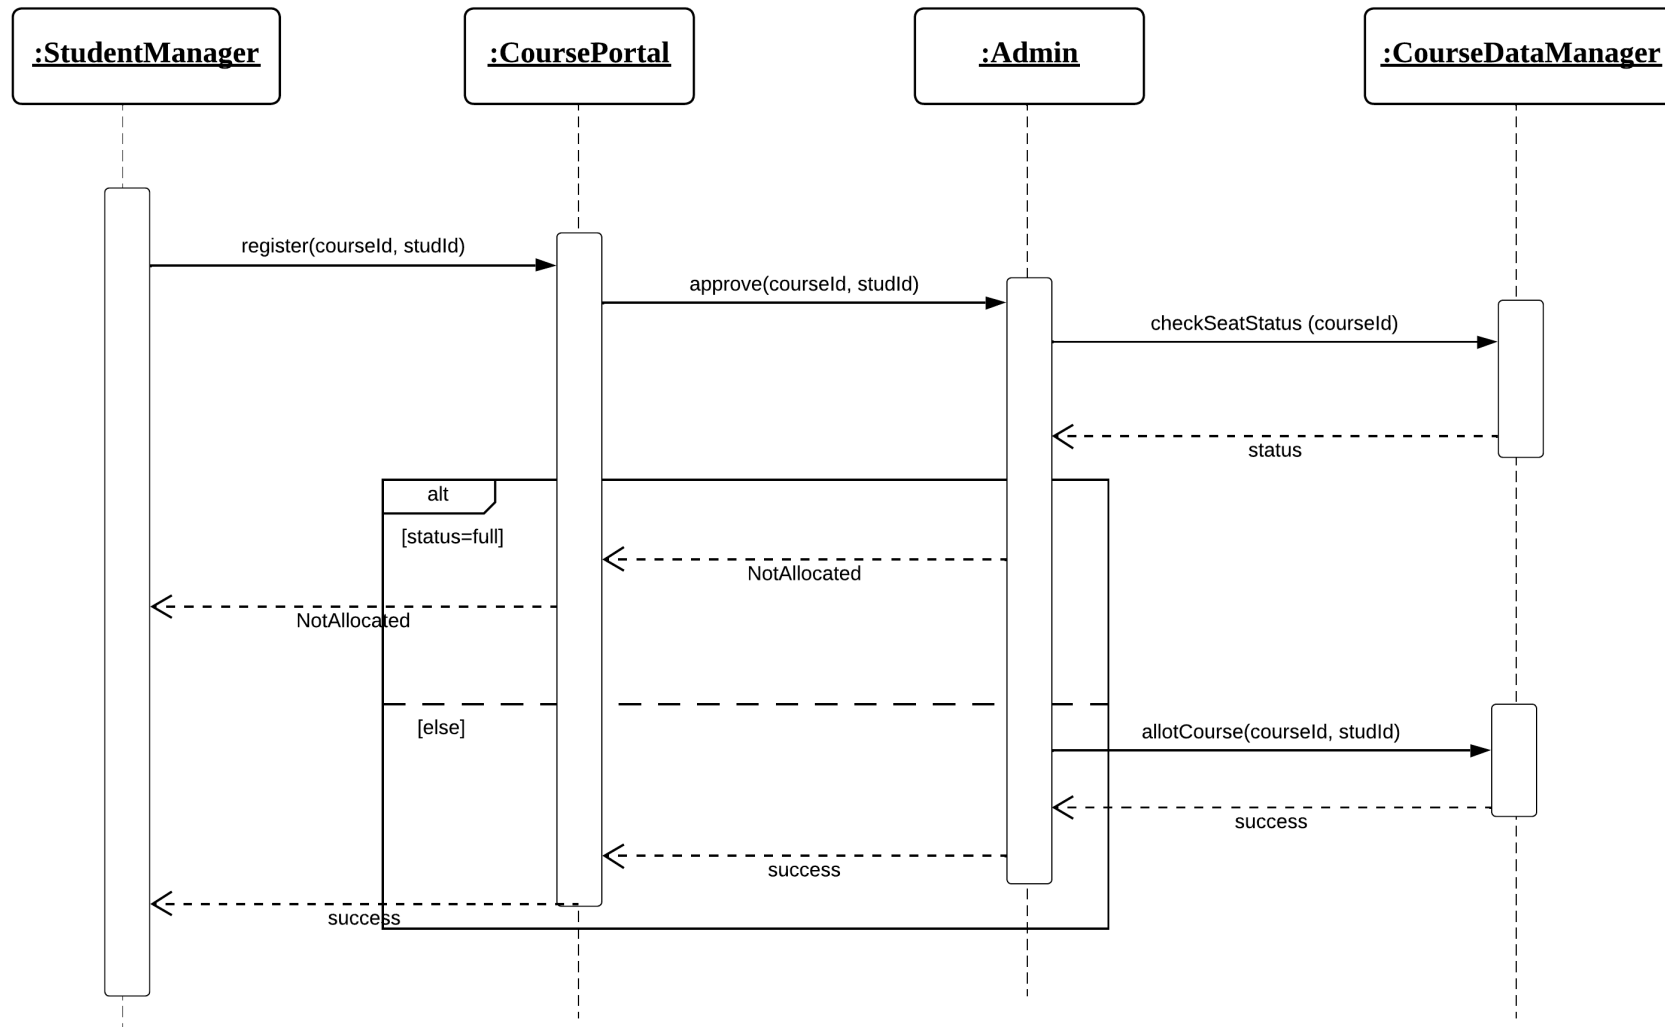 :StudentManager
:CoursePortal
:Admin
:CourseDataManager
register(courseId, studId)
approve(courseId, studId)
checkSeatStatus (courseId)
status
alt
[status=full]
NotAllocated
NotAllocated
[else]
allotCourse(courseId, studId)
success
success
success